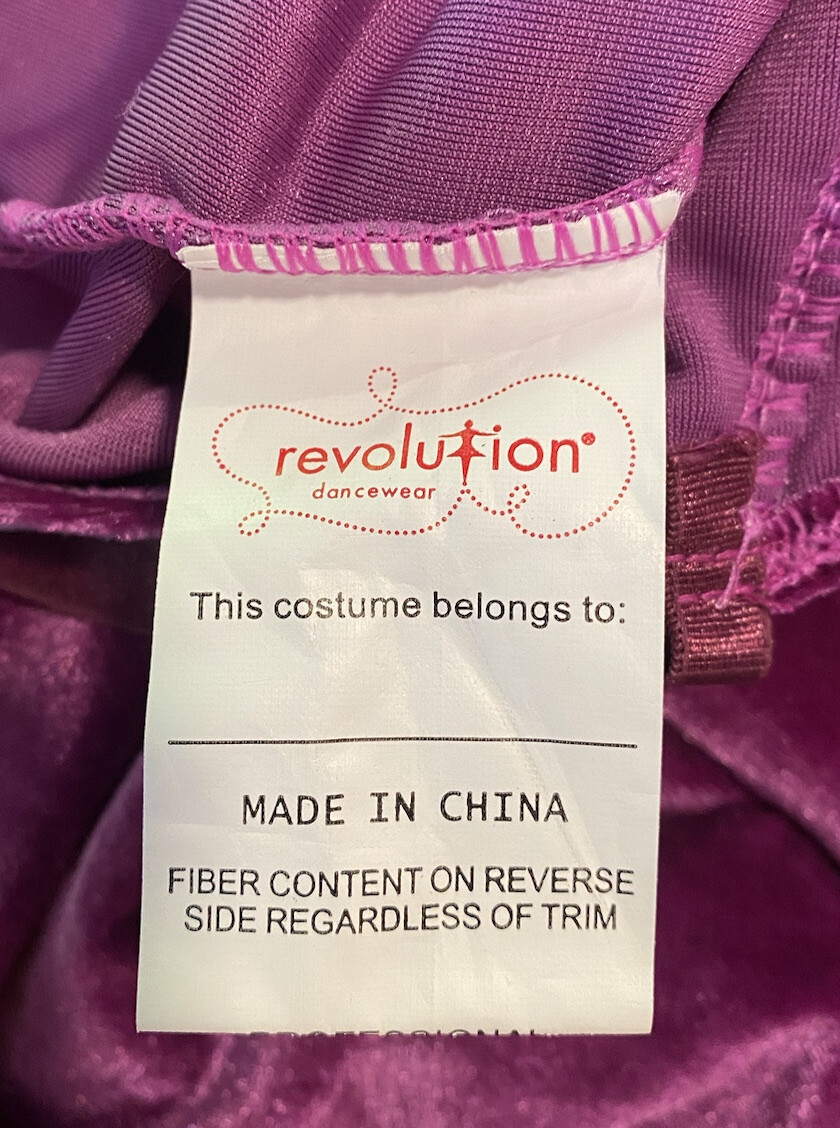 revolution
dancewear
This costume belongs to:
MADE IN CHINA
FIBER CONTENT ON REVERSE
SIDE REGARDLESS OF TRIM